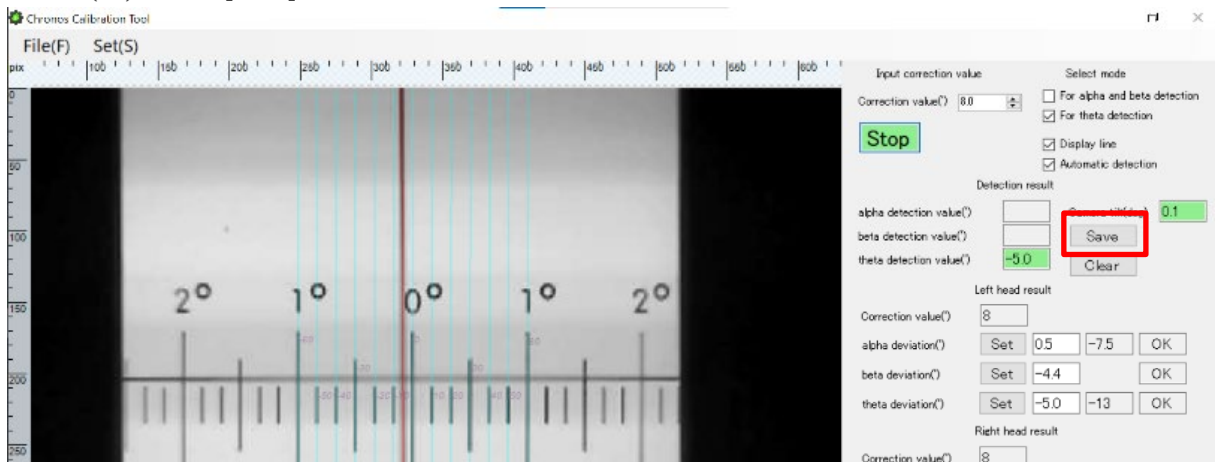 Chronos Calibration Tool
File(F) Set(S)
pix 100 150 200 250 300 350 400 450 500 550 600
Input correction value Select mode
Correction value(") 8.0 For alpha and beta detection
For theta detection
Stop
Display line
Automatic detection
Detection result
alpha detection value(") Camera tilt(deg) 0.1
beta detection value(") Save
theta detection value(") -5.0 Clear
Left head result
Correction value(") 8
alpha deviation(") Set 0.5 -7.5 OK
beta deviation(") Set -4.4 OK
theta deviation(") Set -5.0 -13 OK
Right head result
Correction value(") 8
0
50
100
150
200
250
2° 1° 0° 1° 2°